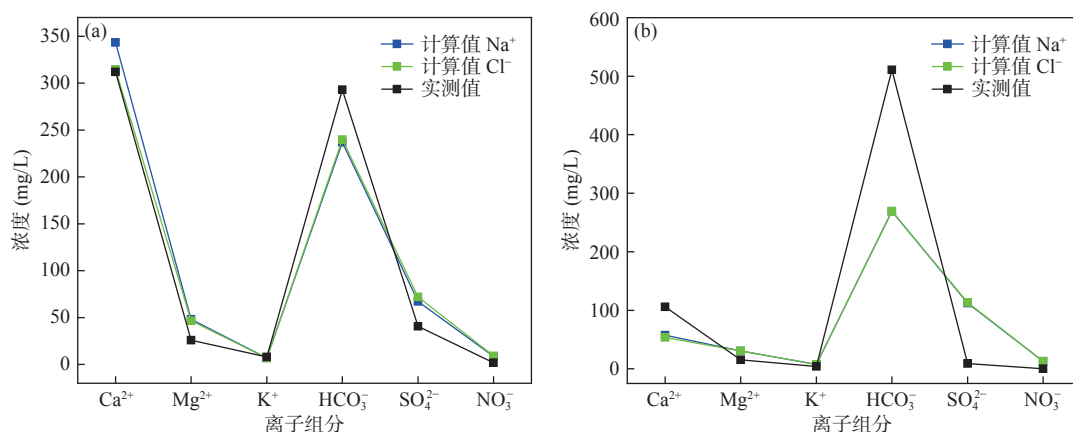 (a)
计算值 Na⁺
计算值 Cl⁻
实测值
350
300
250
200
150
100
50
0
浓度 (mg/L)
Ca²⁺ Mg²⁺ K⁺ HCO₃⁻ SO₄²⁻ NO₃⁻
离子组分
(b)
计算值 Na⁺
计算值 Cl⁻
实测值
600
500
400
300
200
100
0
浓度 (mg/L)
Ca²⁺ Mg²⁺ K⁺ HCO₃⁻ SO₄²⁻ NO₃⁻
离子组分